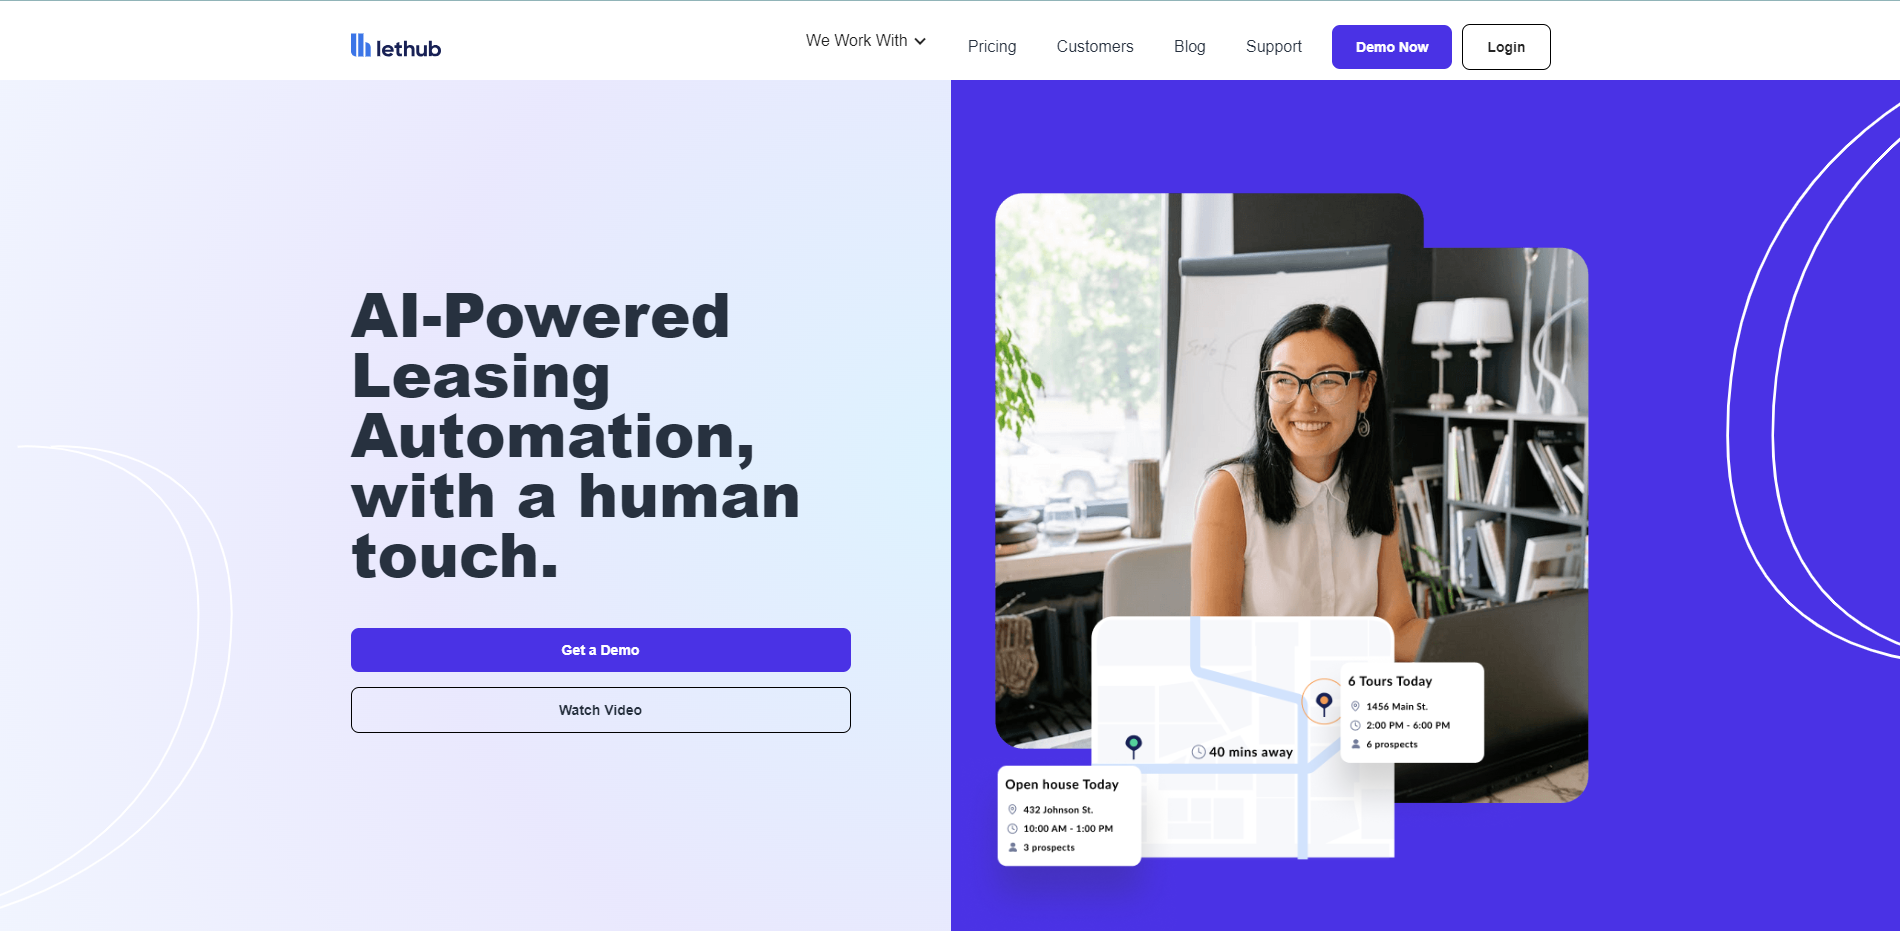 lethub
We Work With
Pricing
Customers
Blog
Support
Demo Now
Login
AI-Powered
Leasing
Automation,
with a human
touch.
Get a Demo
Watch Video
6 Tours Today
1456 Main St.
2:00 PM - 6:00 PM
6 prospects
40 mins away
Open house Today
432 Johnson St.
10:00 AM - 1:00 PM
3 prospects